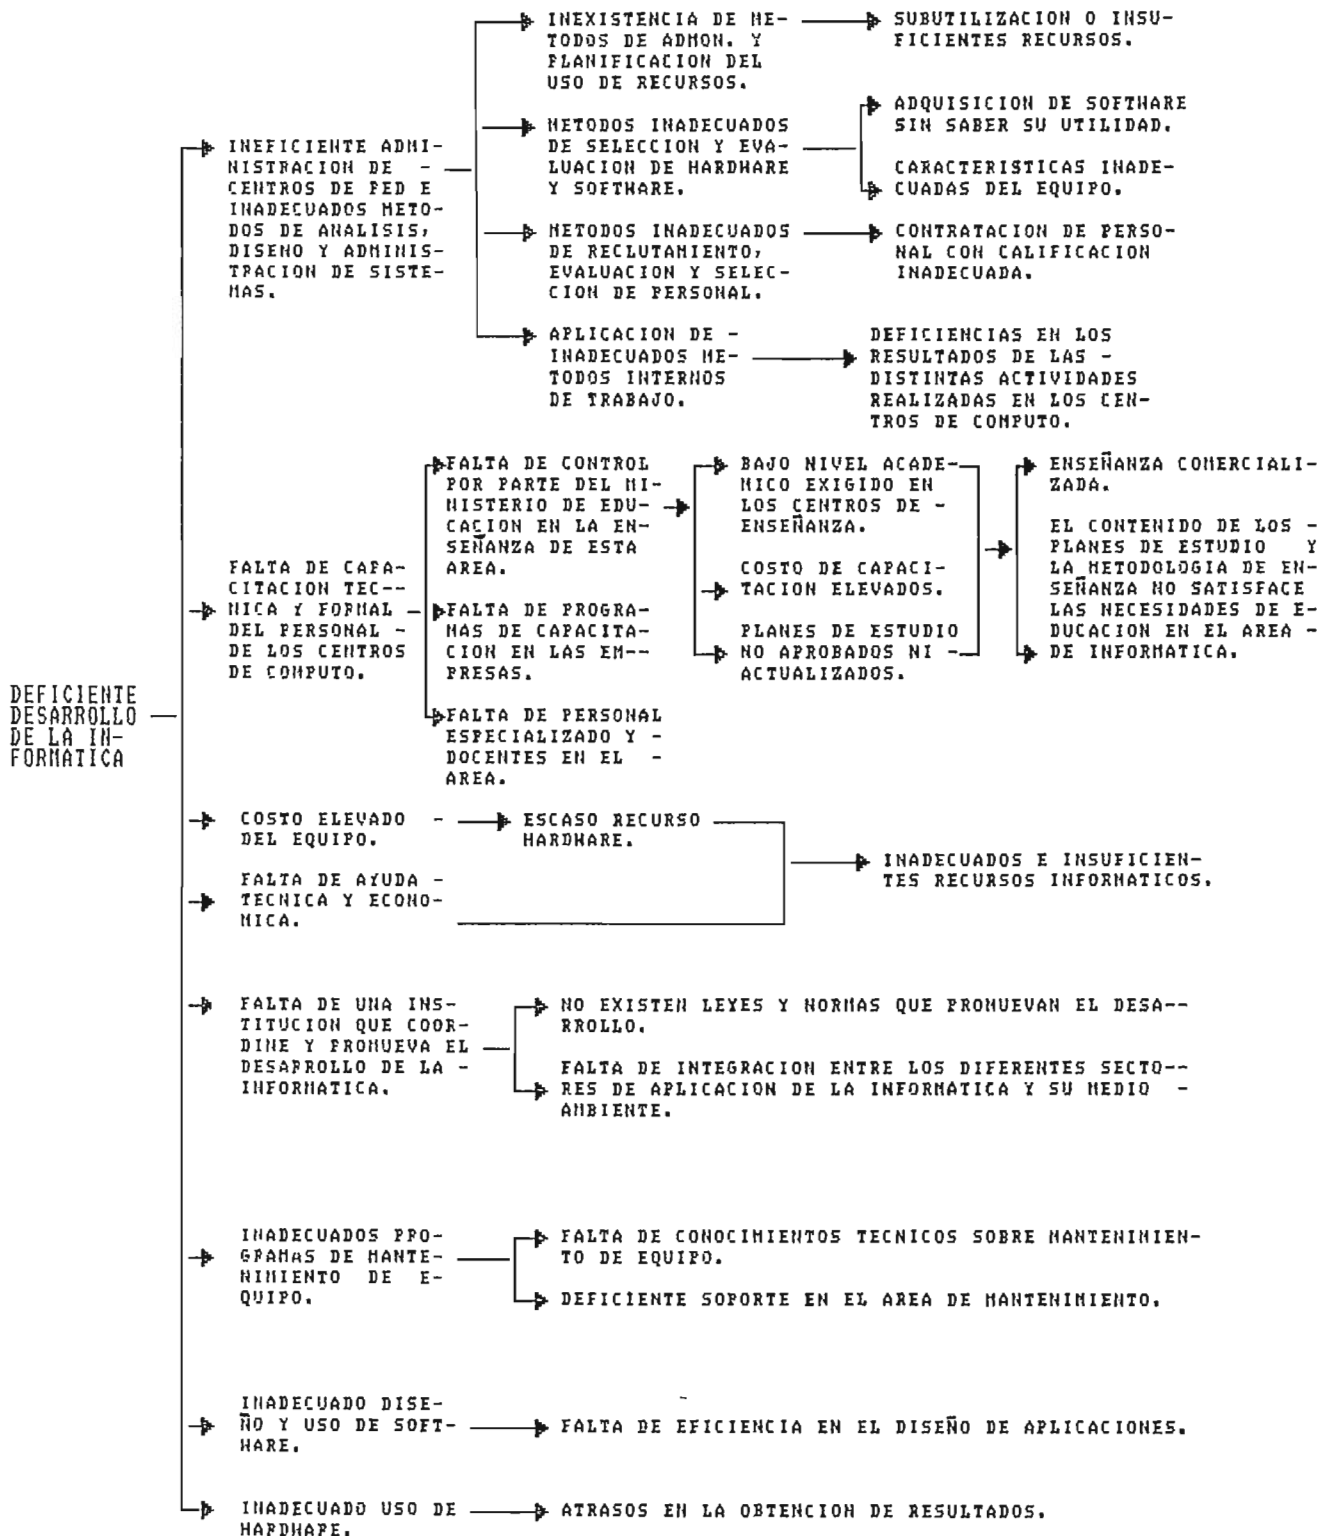 DEFICIENTE
DESARROLLO
DE LA IN-
FORMATICA
INEFICIENTE ADMI-
NISTRACION DE -
CENTROS DE PED E
INADECUADOS METO-
DOS DE ANALISIS,
DISENO Y ADMINIS-
TRACION DE SISTE-
MAS.
INEXISTENCIA DE ME-
TODOS DE ADMON. Y
PLANIFICACION DEL
USO DE RECURSOS.
SUBUTILIZACION O INSU-
FICIENTES RECURSOS.
METODOS INADECUADOS
DE SELECCION Y EVA-
LUACION DE HARDWARE
Y SOFTWARE.
ADQUISICION DE SOFTWARE
SIN SABER SU UTILIDAD.
CARACTERISTICAS INADE-
CUADAS DEL EQUIPO.
METODOS INADECUADOS
DE RECLUTAMIENTO,
EVALUACION Y SELEC-
CION DE PERSONAL.
CONTRATACION DE PERSO-
NAL CON CALIFICACION
INADECUADA.
APLICACION DE -
INADECUADOS ME-
TODOS INTERNOS
DE TRABAJO.
DEFICIENCIAS EN LOS
RESULTADOS DE LAS -
DISTINTAS ACTIVIDADES
REALIZADAS EN LOS CEN-
TROS DE COMPUTO.
FALTA DE CAPA-
CITACION TEC--
NICA Y FORMAL
DEL PERSONAL -
DE LOS CENTROS
DE COMPUTO.
FALTA DE CONTROL
POR PARTE DEL MI-
NISTERIO DE EDU-
CACION EN LA EN-
SEÑANZA DE ESTA
AREA.
FALTA DE PROGRA-
MAS DE CAPACITA-
CION EN LAS EM--
PRESAS.
FALTA DE PERSONAL
ESPECIALIZADO Y -
DOCENTES EN EL -
AREA.
BAJO NIVEL ACADE-
MICO EXIGIDO EN
LOS CENTROS DE -
ENSEÑANZA.
COSTO DE CAPACI-
TACION ELEVADOS.
PLANES DE ESTUDIO
NO APROBADOS NI -
ACTUALIZADOS.
ENSEÑANZA COMERCIALI-
ZADA.
EL CONTENIDO DE LOS -
PLANES DE ESTUDIO Y
LA METODOLOGIA DE EN-
SEÑANZA NO SATISFACE
LAS NECESIDADES DE E-
DUCACION EN EL AREA -
DE INFORMATICA.
COSTO ELEVADO -
DEL EQUIPO.
ESCASO RECURSO
HARDWARE.
FALTA DE AYUDA -
TECNICA Y ECONO-
MICA.
INADECUADOS E INSUFICIEN-
TES RECURSOS INFORMATICOS.
FALTA DE UNA INS-
TITUCION QUE COOR-
DINE Y PROMUEVA EL
DESARROLLO DE LA -
INFORMATICA.
NO EXISTEN LEYES Y NORMAS QUE PROMUEVAN EL DESA--
RROLLO.
FALTA DE INTEGRACION ENTRE LOS DIFERENTES SECTO--
RES DE APLICACION DE LA INFORMATICA Y SU MEDIO -
AMBIENTE.
INADECUADOS PRO-
GRAMAS DE MANTE-
NIMIENTO DE E-
QUIPO.
FALTA DE CONOCIMIENTOS TECNICOS SOBRE MANTENIMIEN-
TO DE EQUIPO.
DEFICIENTE SOPORTE EN EL AREA DE MANTENIMIENTO.
INADECUADO DISE-
ÑO Y USO DE SOFT-
WARE.
FALTA DE EFICIENCIA EN EL DISEÑO DE APLICACIONES.
INADECUADO USO DE
HARDWARE.
ATRASOS EN LA OBTENCION DE RESULTADOS.